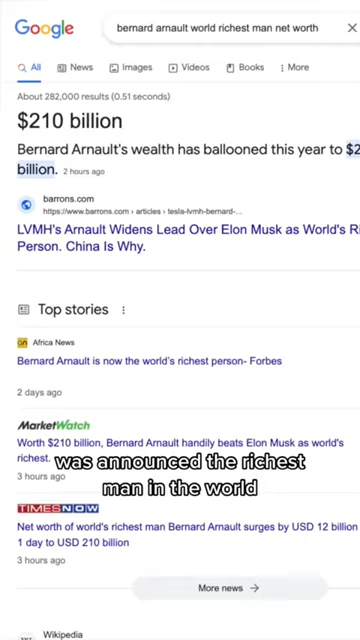 Google
bernard arnault world richest man net worth
All
News
Images
Videos
Books
More
About 282,000 results (0.51 seconds)
$210 billion
Bernard Arnault's wealth has ballooned this year to $2
billion. 2 hours ago
barrons.com
https://www.barrons.com › articles › tesla-lvmh-bernard-...
LVMH's Arnault Widens Lead Over Elon Musk as World's Ri
Person. China Is Why.
Top stories
Africa News
Bernard Arnault is now the world's richest person- Forbes
2 days ago
MarketWatch
Worth $210 billion, Bernard Arnault handily beats Elon Musk as world's
richest.
was announced the richest
man in the world
3 hours ago
TIMES NOW
Net worth of world's richest man Bernard Arnault surges by USD 12 billion
1 day to USD 210 billion
3 hours ago
More news
Wikipedia